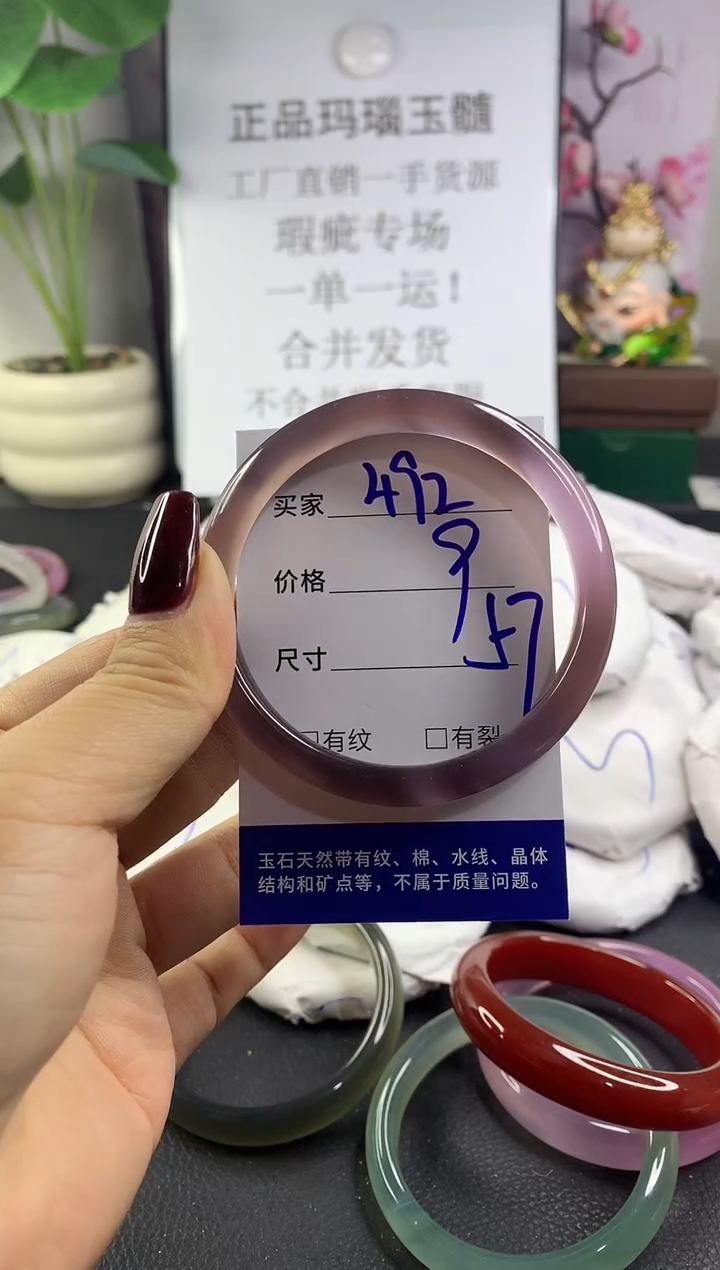 正品玛瑙玉髓
工厂直销一手货源
瑕疵专场
一单一运！
合并发货
买家 492
价格 9
尺寸 57
□有纹 □有裂
玉石天然带有纹、棉、水线、晶体
结构和矿点等，不属于质量问题。